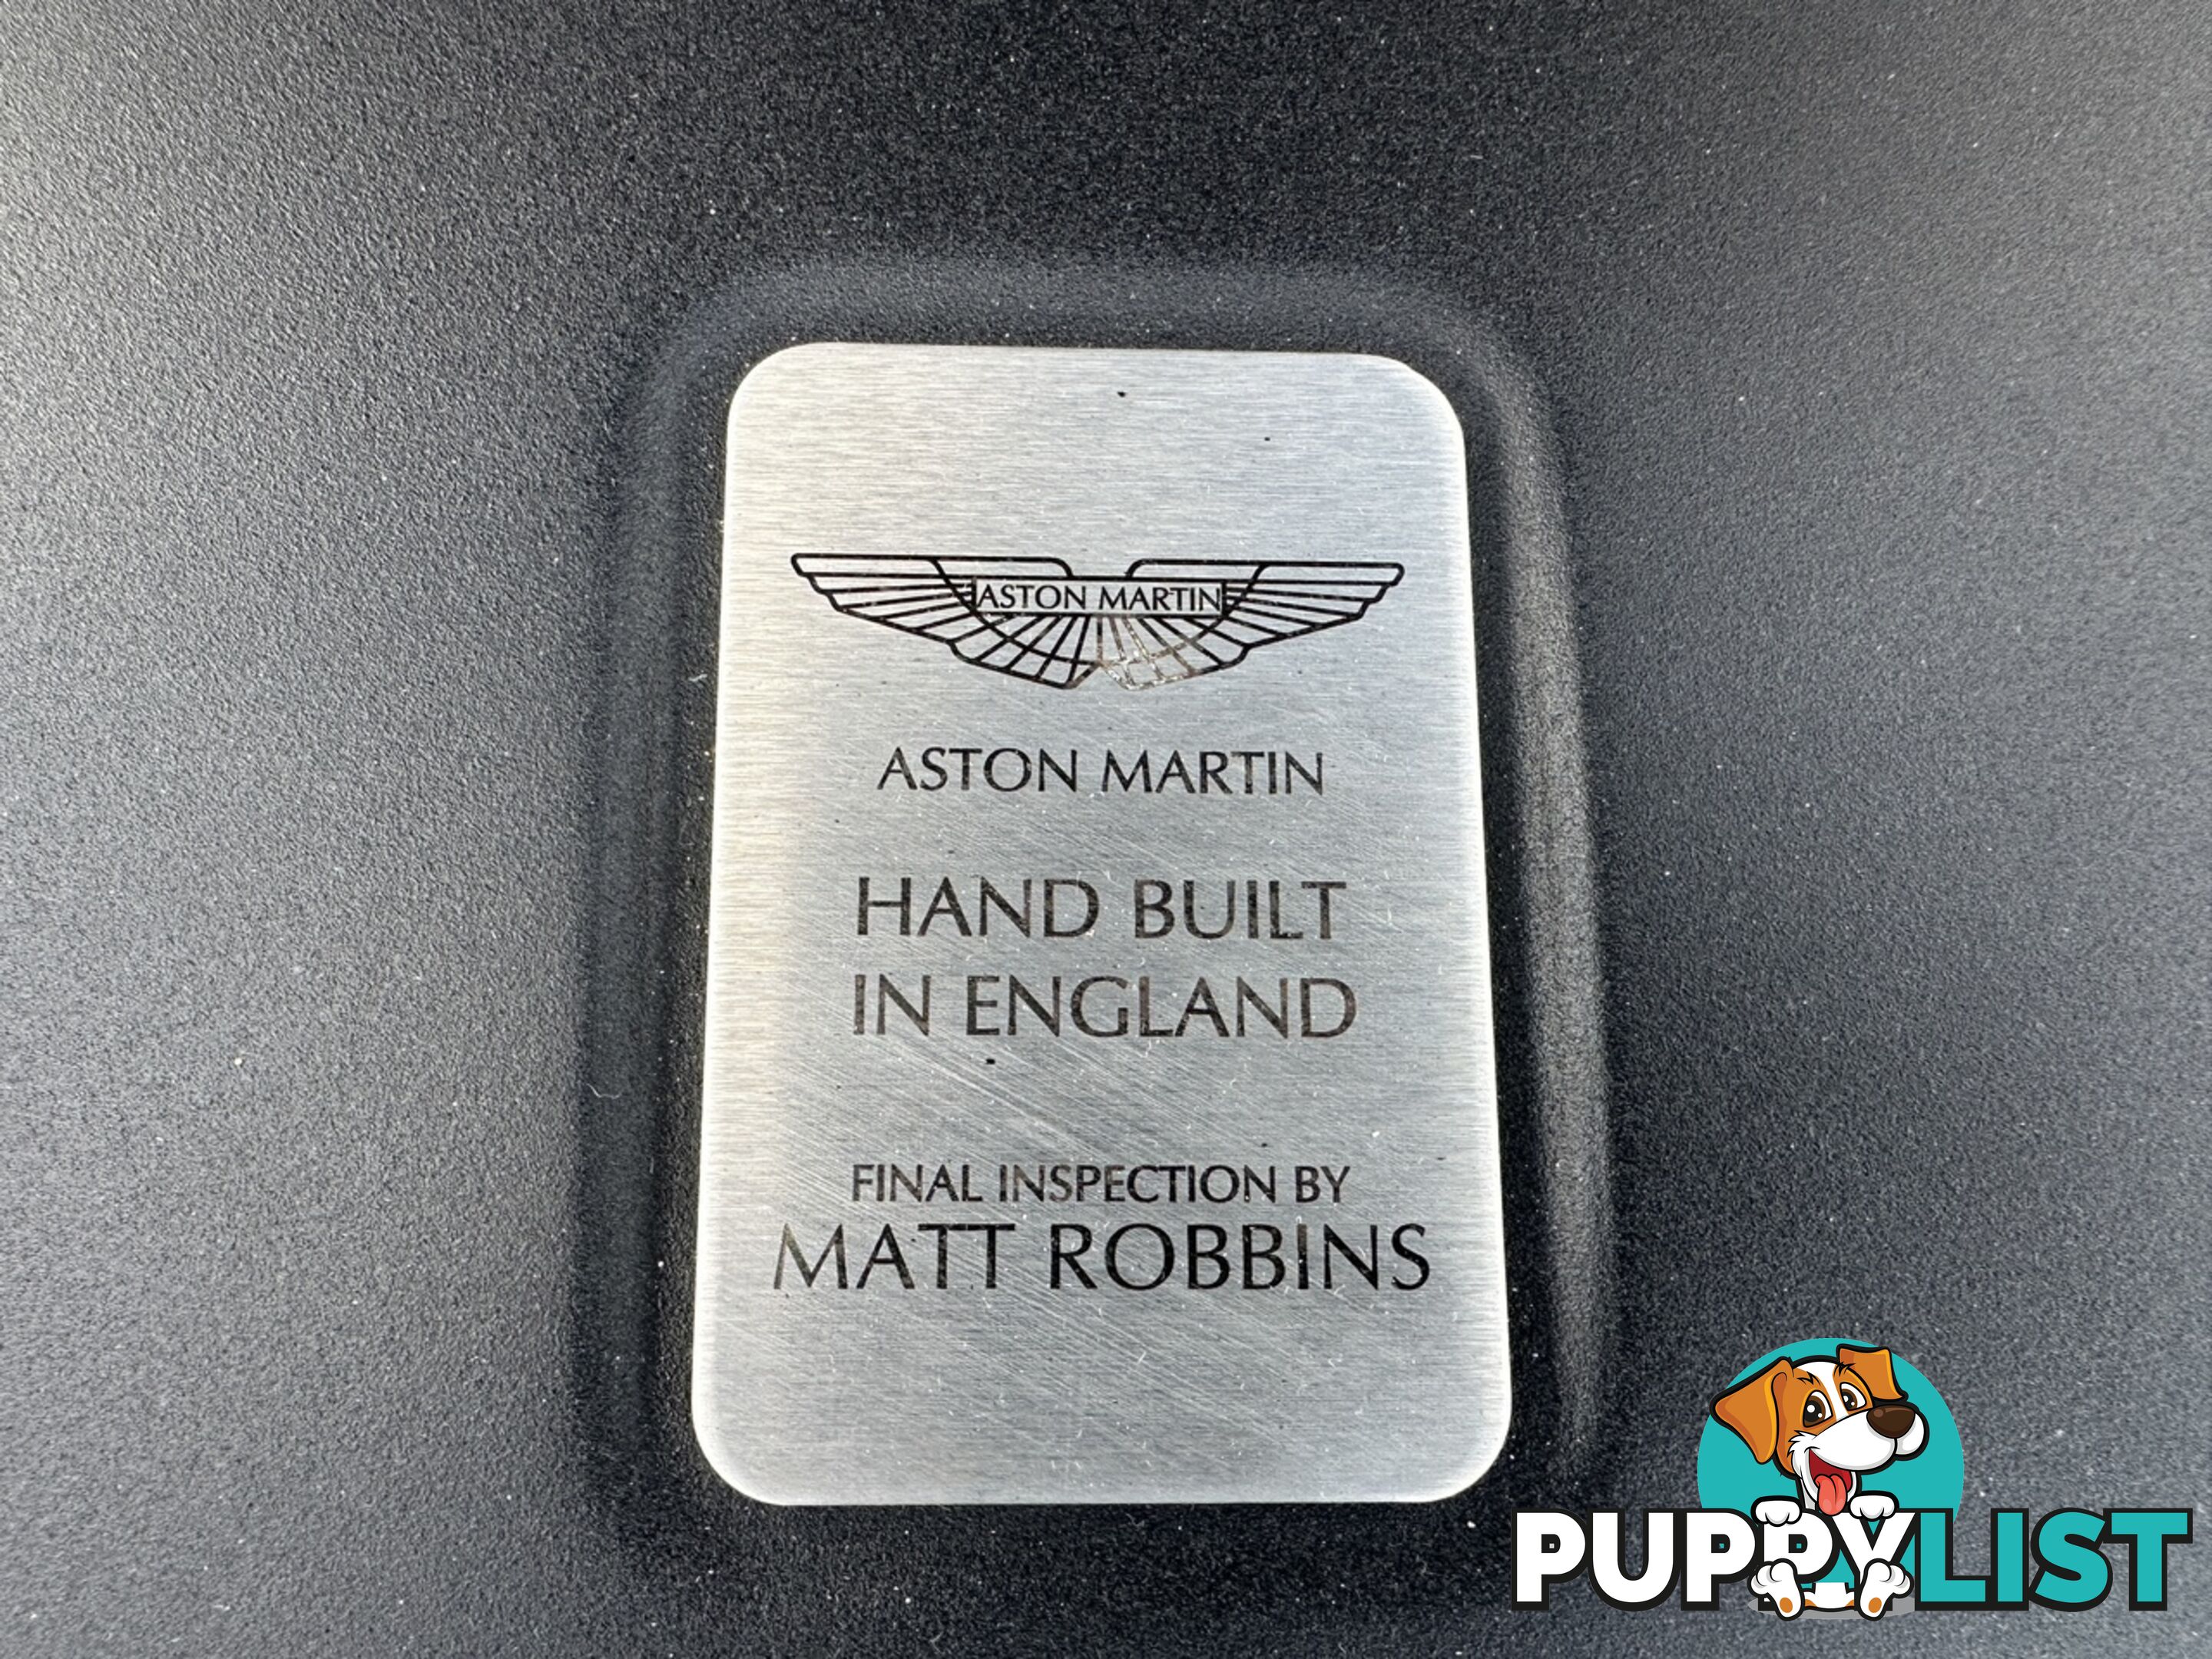 ASTON MARTIN
ASTON MARTIN
HAND BUILT
IN ENGLAND
FINAL INSPECTION BY
MATT ROBBINS
PUPPYLIST